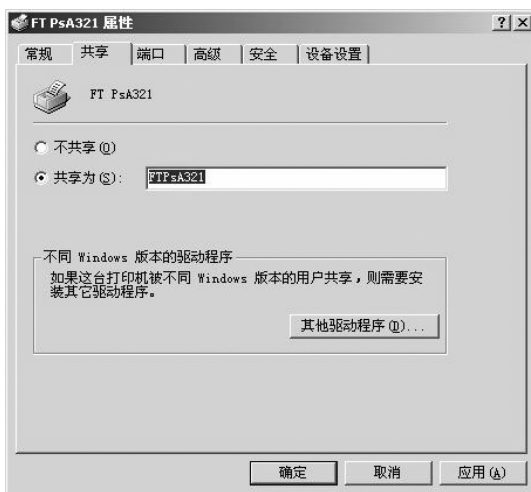 FT PsA321 属性
常规 共享 端口 高级 安全 设备设置
FT PsA321
不共享(O)
共享为(S): FTPsA321
不同 Windows 版本的驱动程序
如果这台打印机被不同 Windows 版本的用户共享，则需要安
装其它驱动程序。
其他驱动程序(D)...
确定 取消 应用(A)